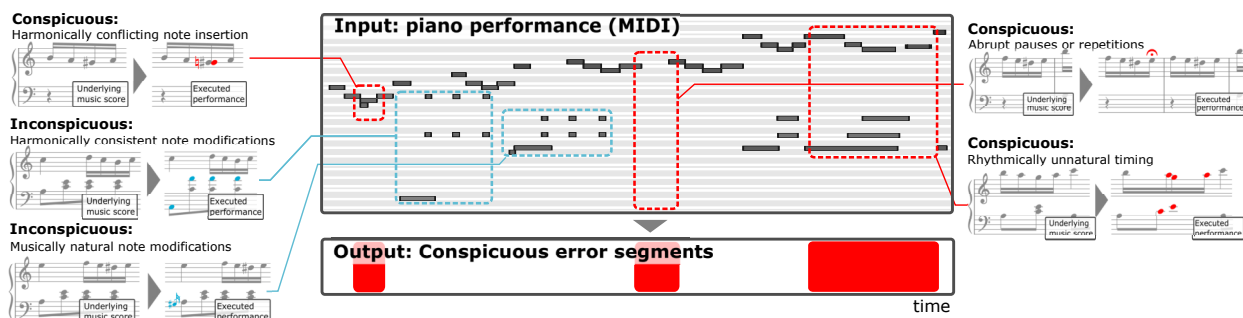 Conspicuous:
Harmonically conflicting note insertion
Underlying
music score
Executed
performance
Inconspicuous:
Harmonically consistent note modifications
Underlying
music score
Executed
performance
Inconspicuous:
Musically natural note modifications
Underlying
music score
Executed
performance
Input: piano performance (MIDI)
Output: Conspicuous error segments
time
Conspicuous:
Abrupt pauses or repetitions
Underlying
music score
Executed
performance
Conspicuous:
Rhythmically unnatural timing
Underlying
music score
Executed
performance